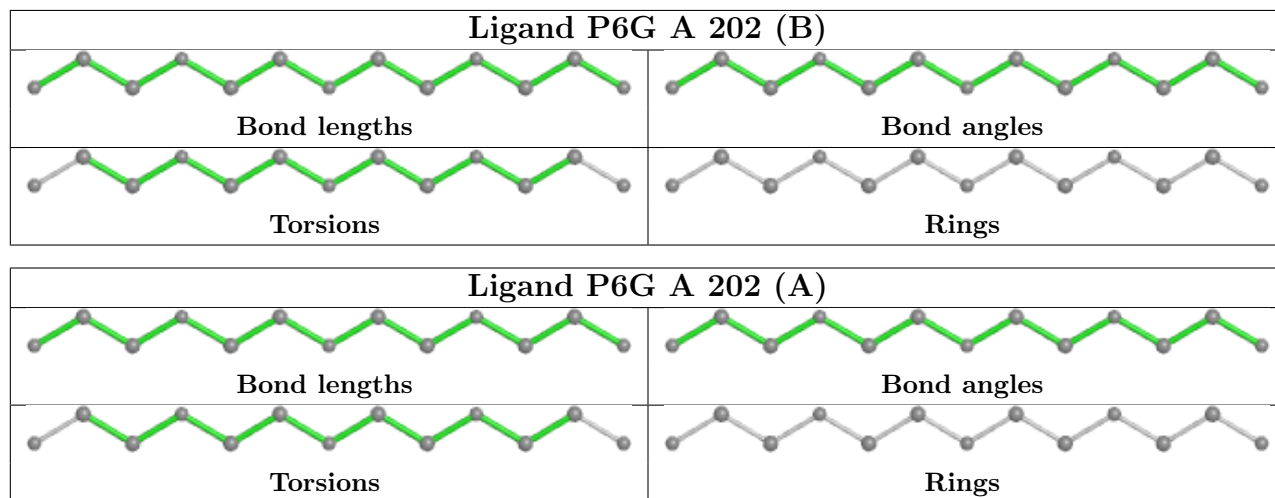 Ligand P6G A 202 (B)
Bond lengths
Bond angles
Torsions
Rings
Ligand P6G A 202 (A)
Bond lengths
Bond angles
Torsions
Rings